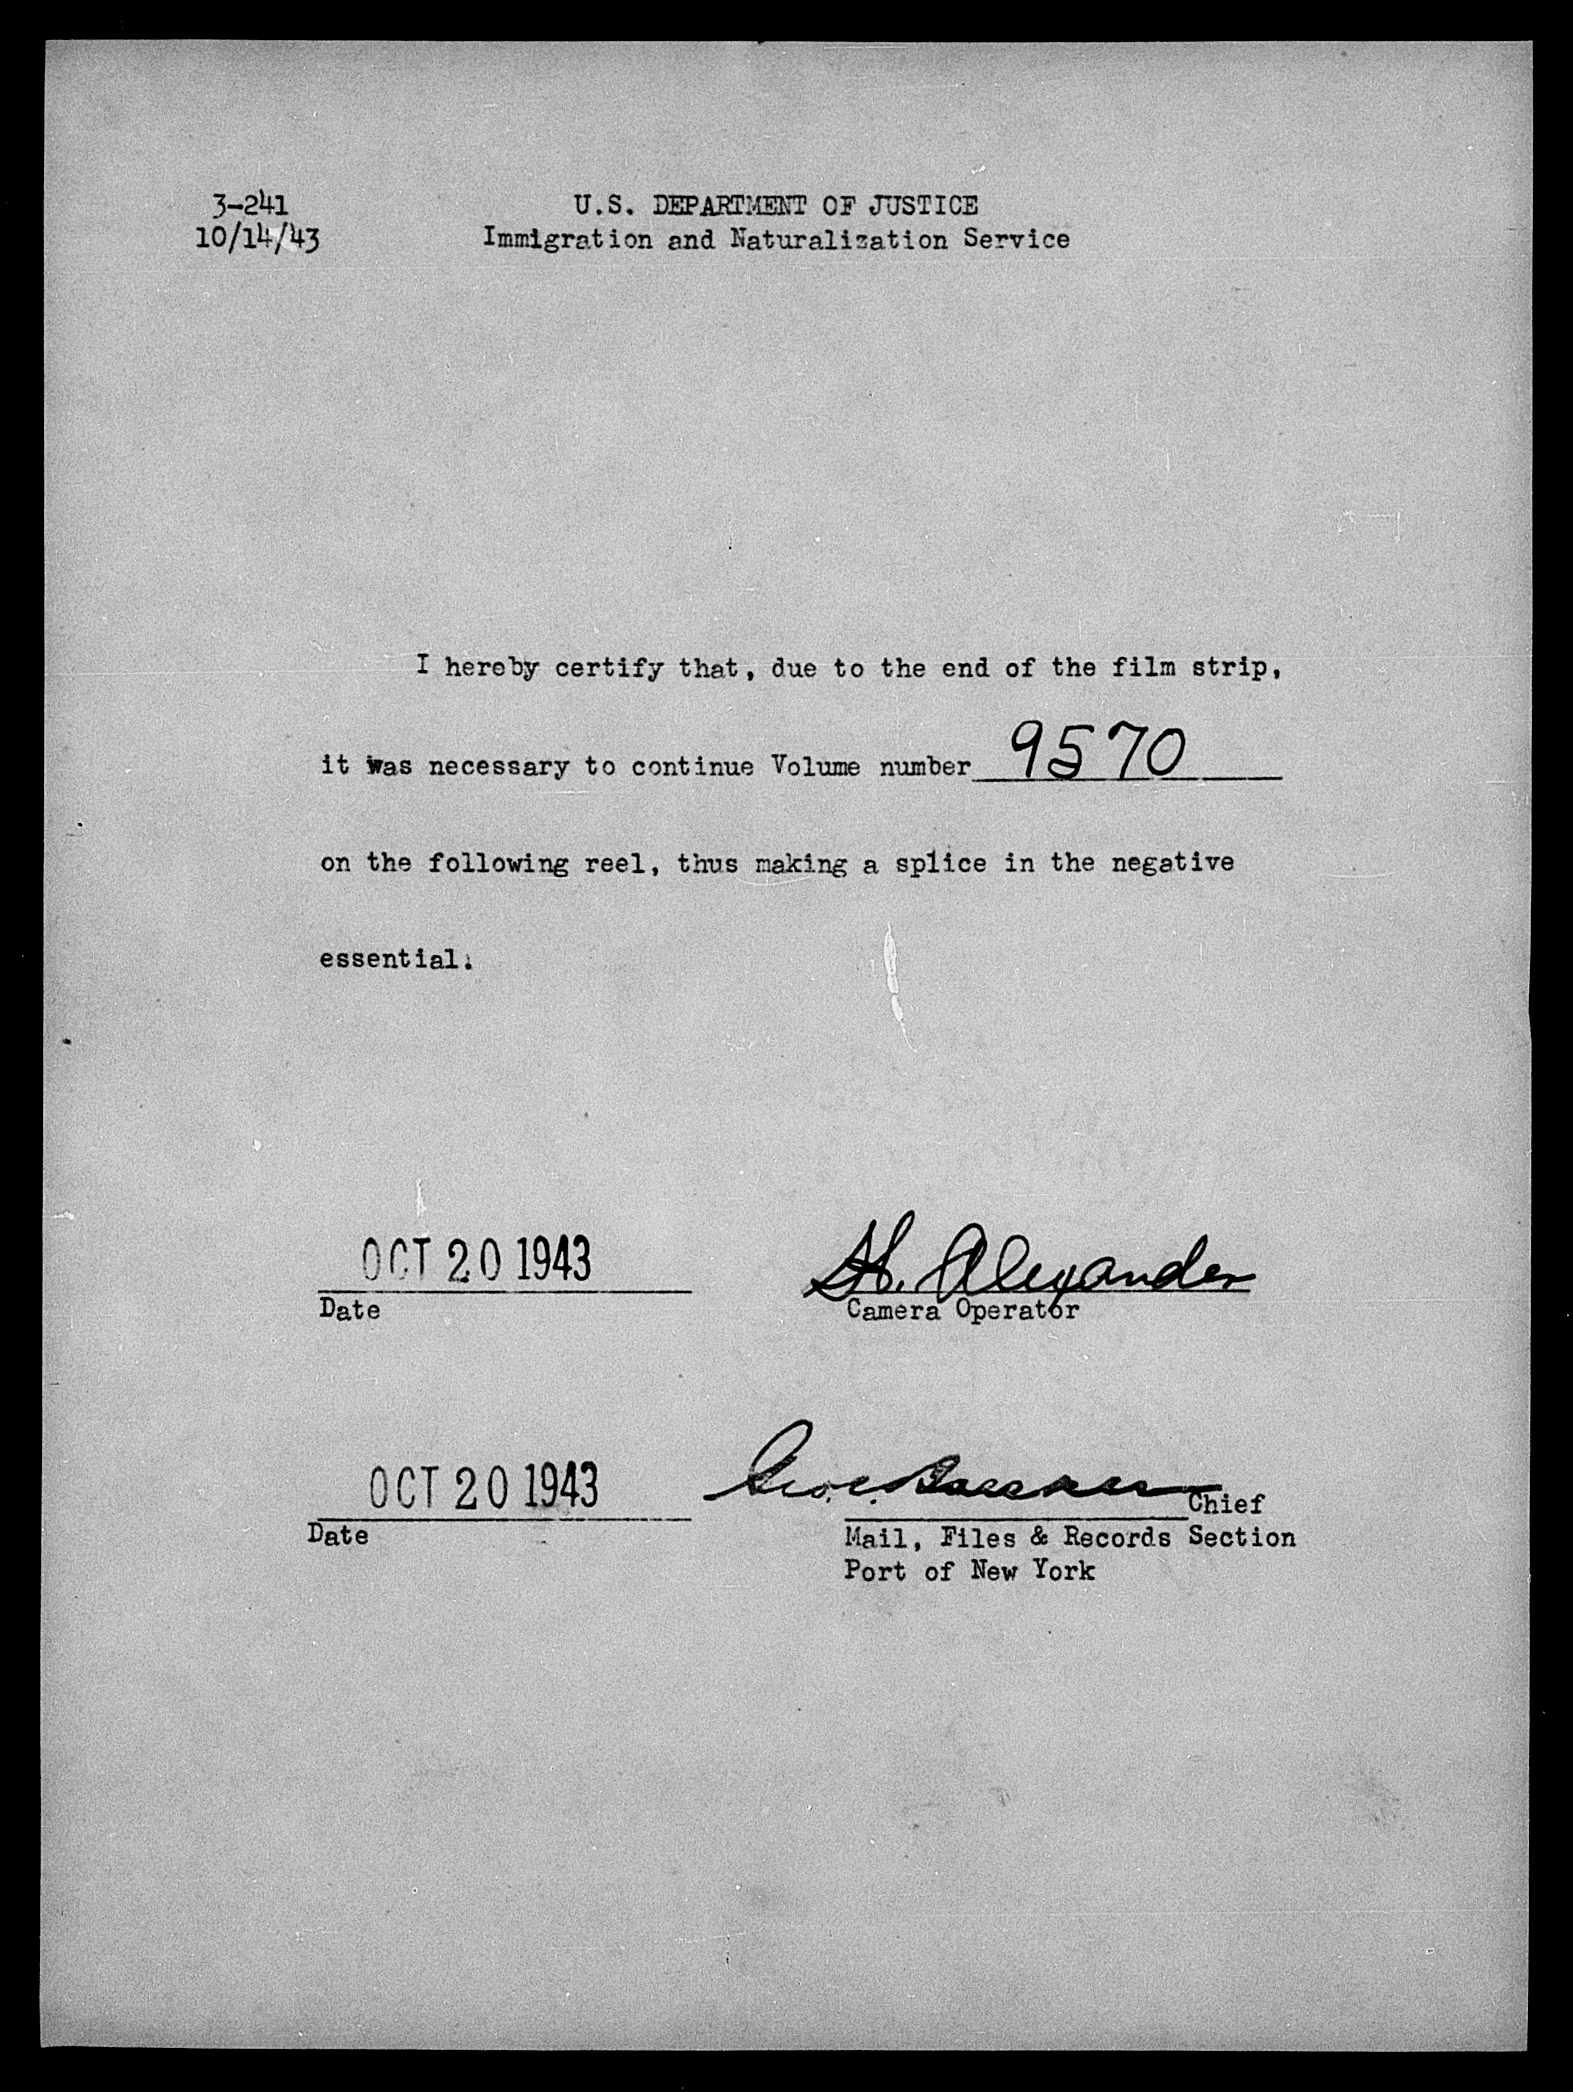 3-241
10/14/43
U.S. DEPARTMENT OF JUSTICE
Immigration and Naturalization Service
I hereby certify that, due to the end of the film strip,
it was necessary to continue Volume number 9570
on the following reel, thus making a splice in the negative
essential.
OCT 20 1943
Date
H. Alexander
Camera Operator
OCT 20 1943
Date
Chief
Mail, Files & Records Section
Port of New York